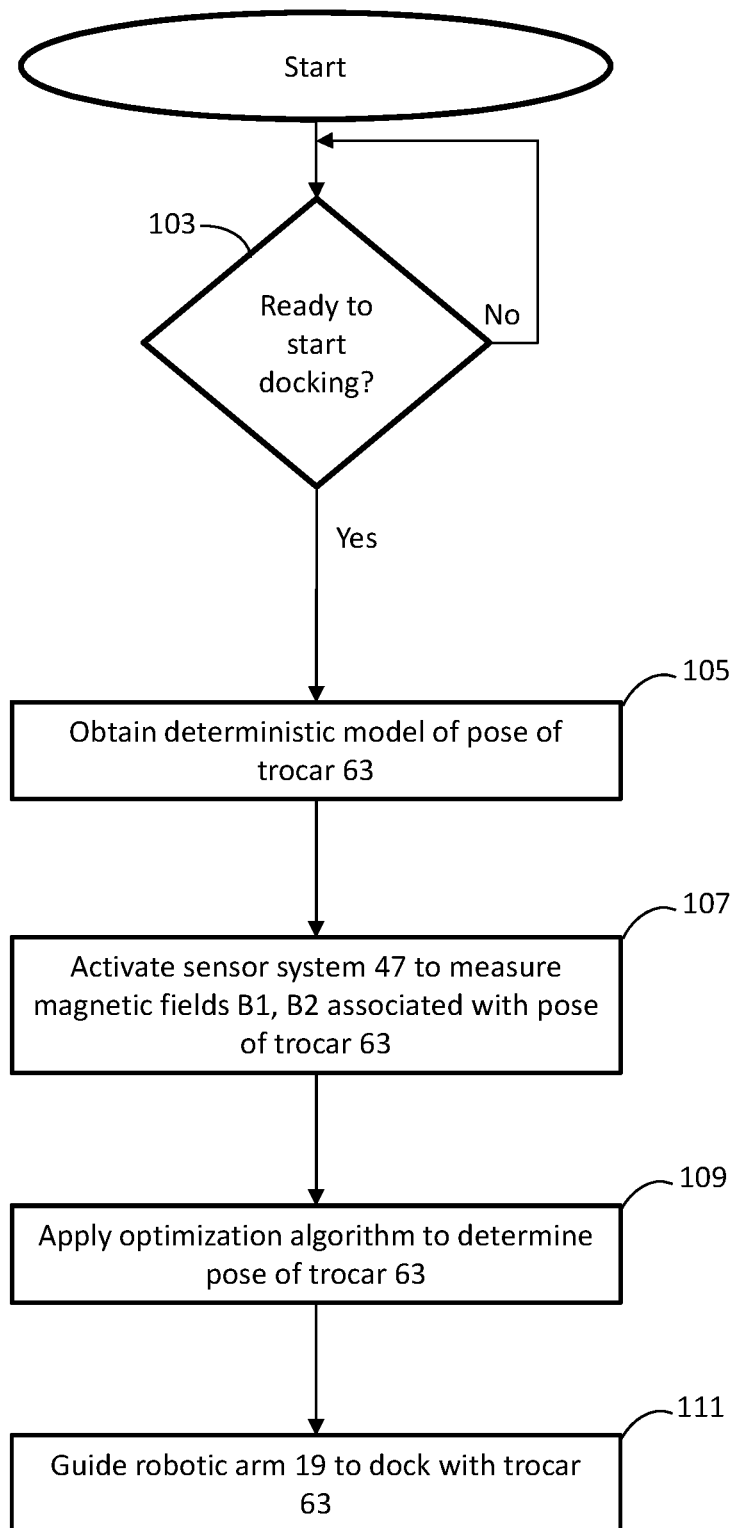 Start
103
Ready to
start
docking?
No
Yes
105
Obtain deterministic model of pose of
trocar 63
107
Activate sensor system 47 to measure
magnetic fields B1, B2 associated with pose
of trocar 63
109
Apply optimization algorithm to determine
pose of trocar 63
111
Guide robotic arm 19 to dock with trocar
63